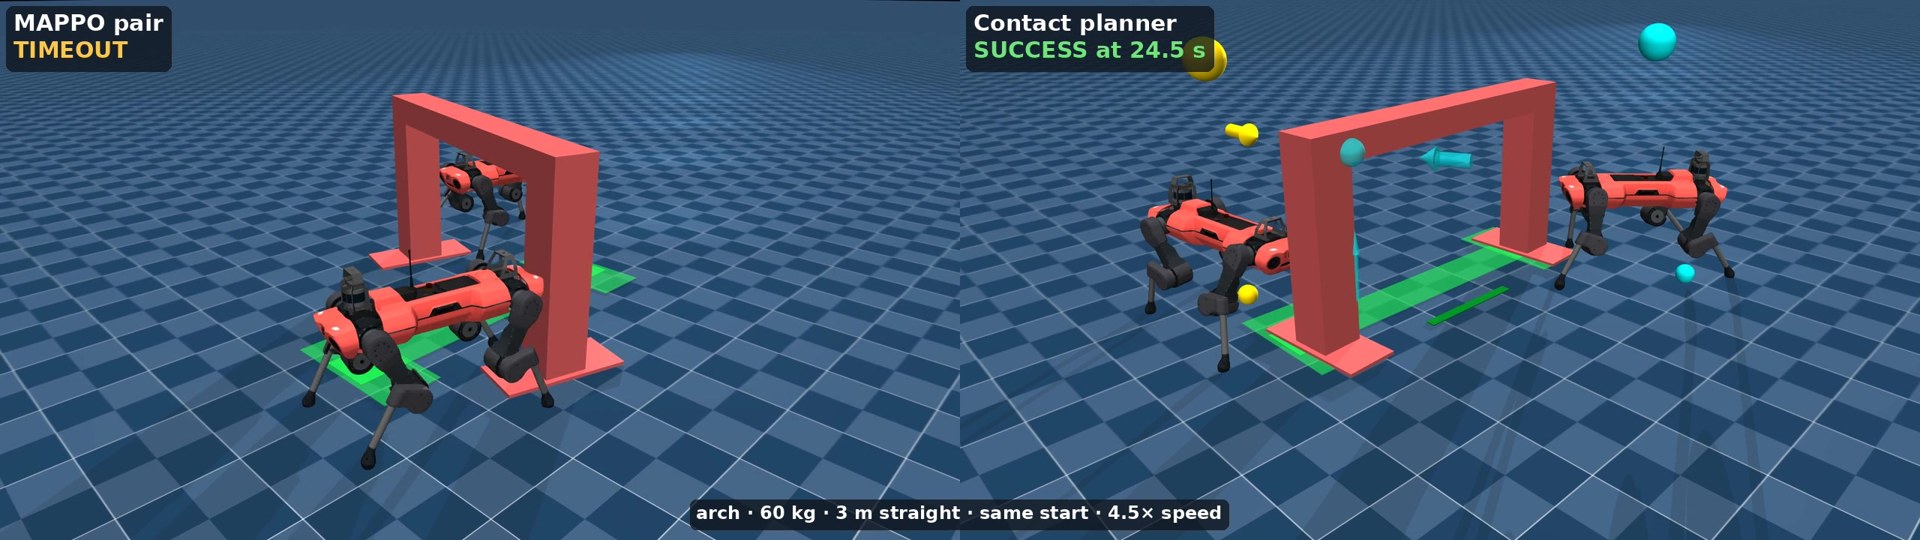 MAPPO pair
TIMEOUT
Contact planner
SUCCESS at 24.5 s
arch · 60 kg · 3 m straight · same start · 4.5× speed